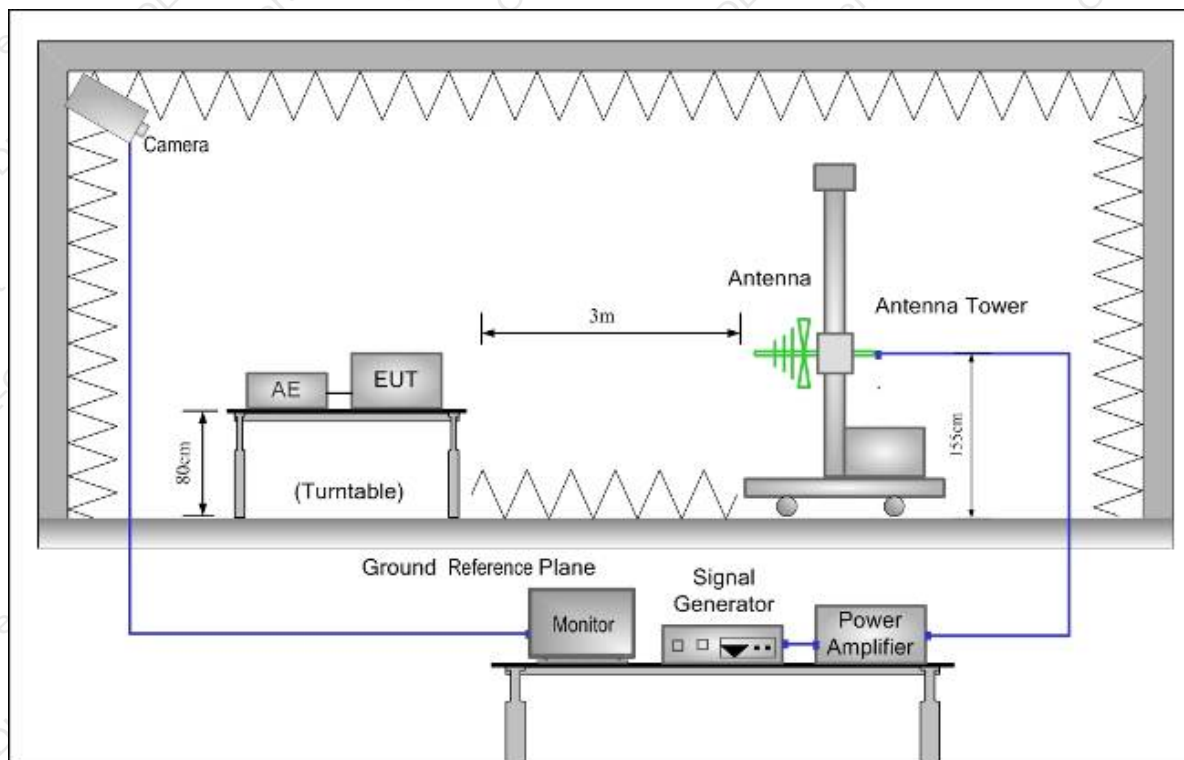 Camera
Antenna
3m
Antenna Tower
AE
EUT
80cm
155cm
(Turntable)
Ground Reference Plane
Signal
Generator
Monitor
Power
Amplifier